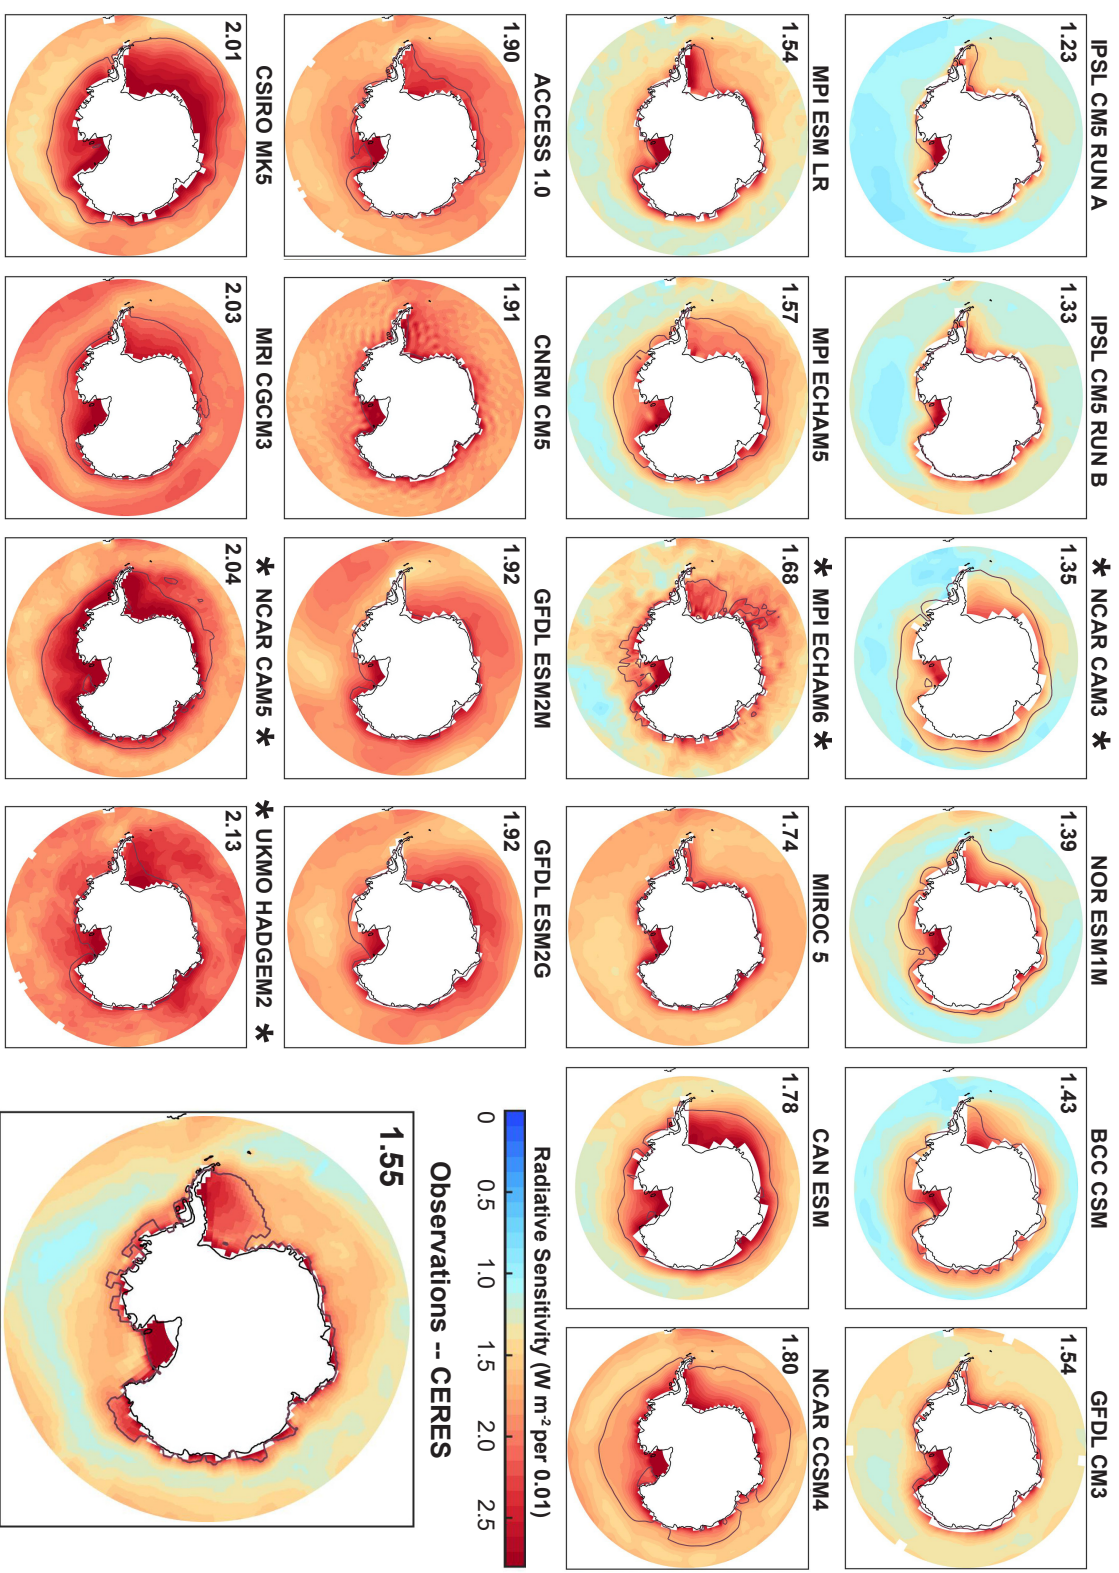 IPSL CM5 RUN A
1.23
IPSL CM5 RUN B
1.33
* NCAR CAM3 *
1.35
NOR ESM1M
1.39
BCC CSM
1.43
GFDL CM3
1.54
MPI ESM LR
1.54
MPI ECHAM5
1.57
* MPI ECHAM6 *
1.68
MIROC 5
1.74
CAN ESM
1.78
NCAR CCSM4
1.80
ACCESS 1.0
1.90
CNRM CM5
1.91
GFDL ESM2M
1.92
GFDL ESM2G
1.92
CSIRO MK5
2.01
MRI CGCM3
2.03
* NCAR CAM5 *
2.04
* UKMO HADGEM2 *
2.13
Radiative Sensitivity (W m⁻² per 0.01)
0 0.5 1.0 1.5 2.0 2.5
Observations -- CERES
1.55